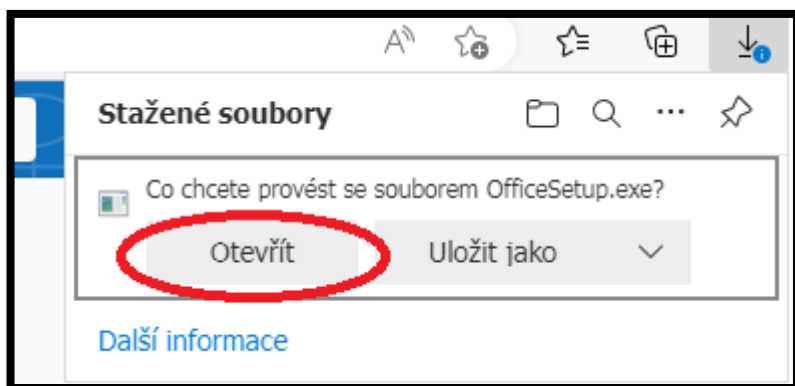 Stažené soubory
Co chcete provést se souborem OfficeSetup.exe?
Otevřít
Uložit jako
Další informace